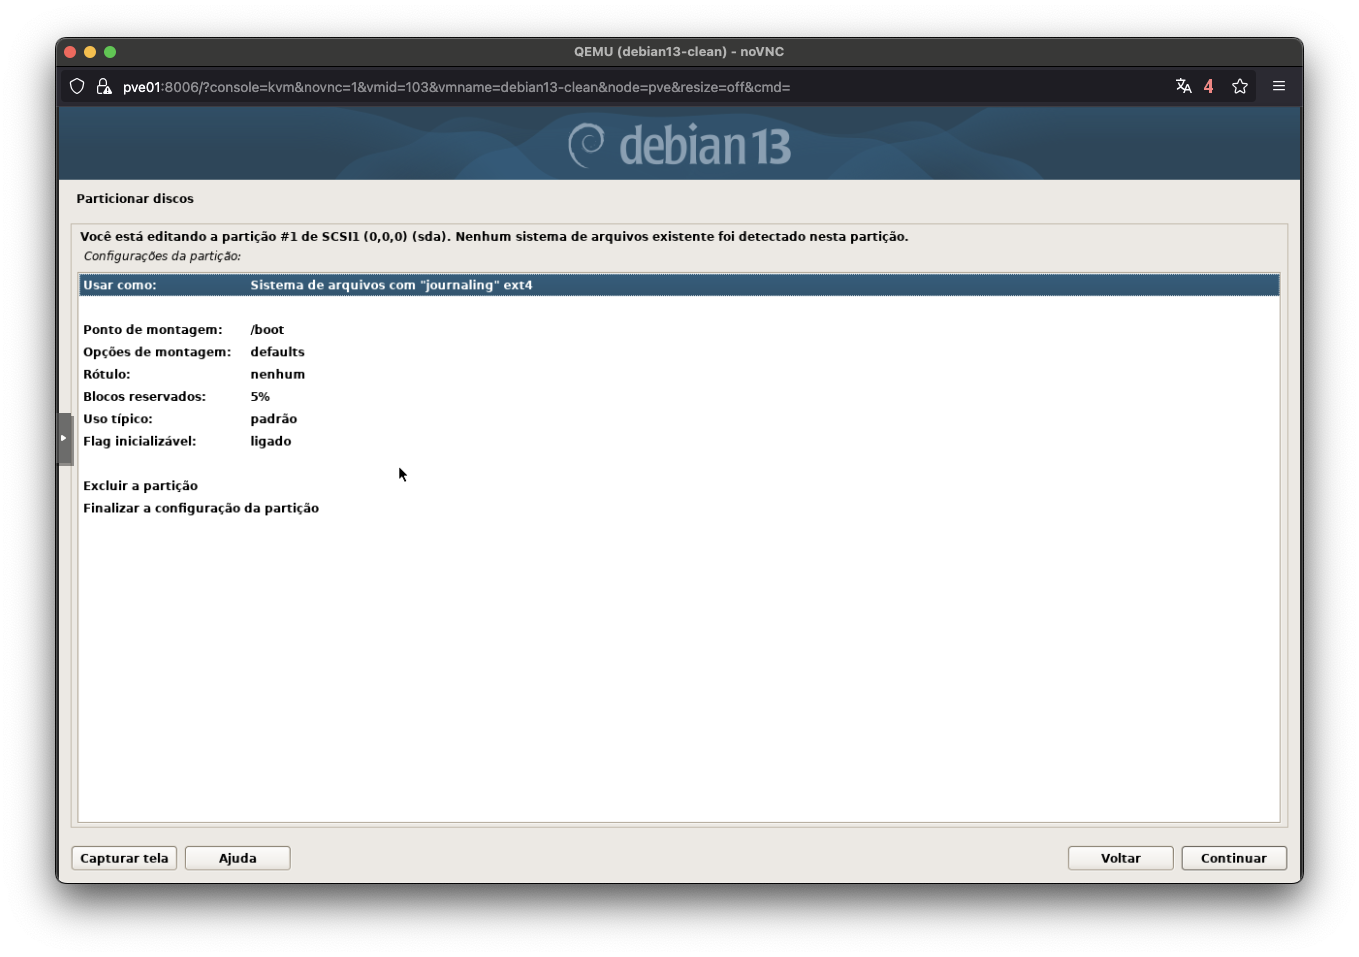 QEMU (debian13-clean) - noVNC
pve01:8006/?console=kvm&novnc=1&vmid=103&vmname=debian13-clean&node=pve&resize=off&cmd=
4
debian 13
Particionar discos
Você está editando a partição #1 de SCSI1 (0,0,0) (sda). Nenhum sistema de arquivos existente foi detectado nesta partição.
Configurações da partição:
Usar como: Sistema de arquivos com "journaling" ext4
Ponto de montagem: /boot
Opções de montagem: defaults
Rótulo: nenhum
Blocos reservados: 5%
Uso típico: padrão
Flag inicializável: ligado
Excluir a partição
Finalizar a configuração da partição
Capturar tela Ajuda Voltar Continuar